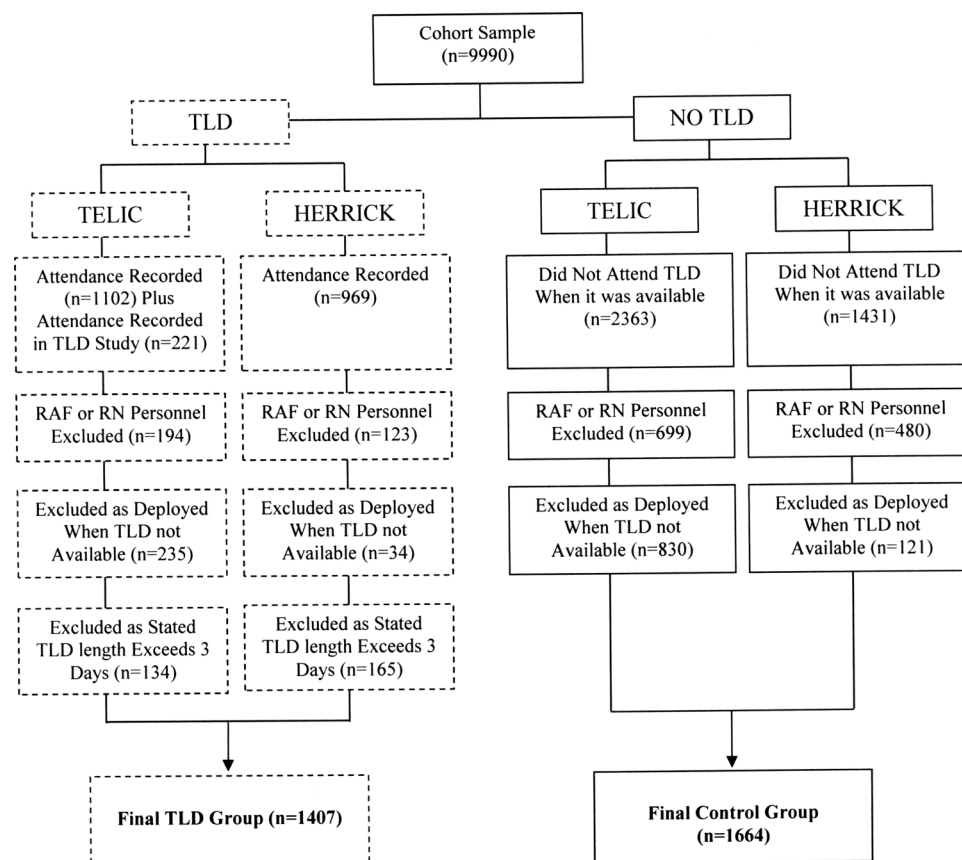 Cohort Sample
(n=9990)
TLD
NO TLD
TELIC
HERRICK
TELIC
HERRICK
Attendance Recorded
(n=1102) Plus
Attendance Recorded
in TLD Study (n=221)
Attendance Recorded
(n=969)
Did Not Attend TLD
When it was available
(n=2363)
Did Not Attend TLD
When it was available
(n=1431)
RAF or RN Personnel
Excluded (n=194)
RAF or RN Personnel
Excluded (n=123)
RAF or RN Personnel
Excluded (n=699)
RAF or RN Personnel
Excluded (n=480)
Excluded as Deployed
When TLD not
Available (n=235)
Excluded as Deployed
When TLD not
Available (n=34)
Excluded as Deployed
When TLD not
Available (n=830)
Excluded as Deployed
When TLD not
Available (n=121)
Excluded as Stated
TLD length Exceeds 3
Days (n=134)
Excluded as Stated
TLD length Exceeds 3
Days (n=165)
Final TLD Group (n=1407)
Final Control Group
(n=1664)